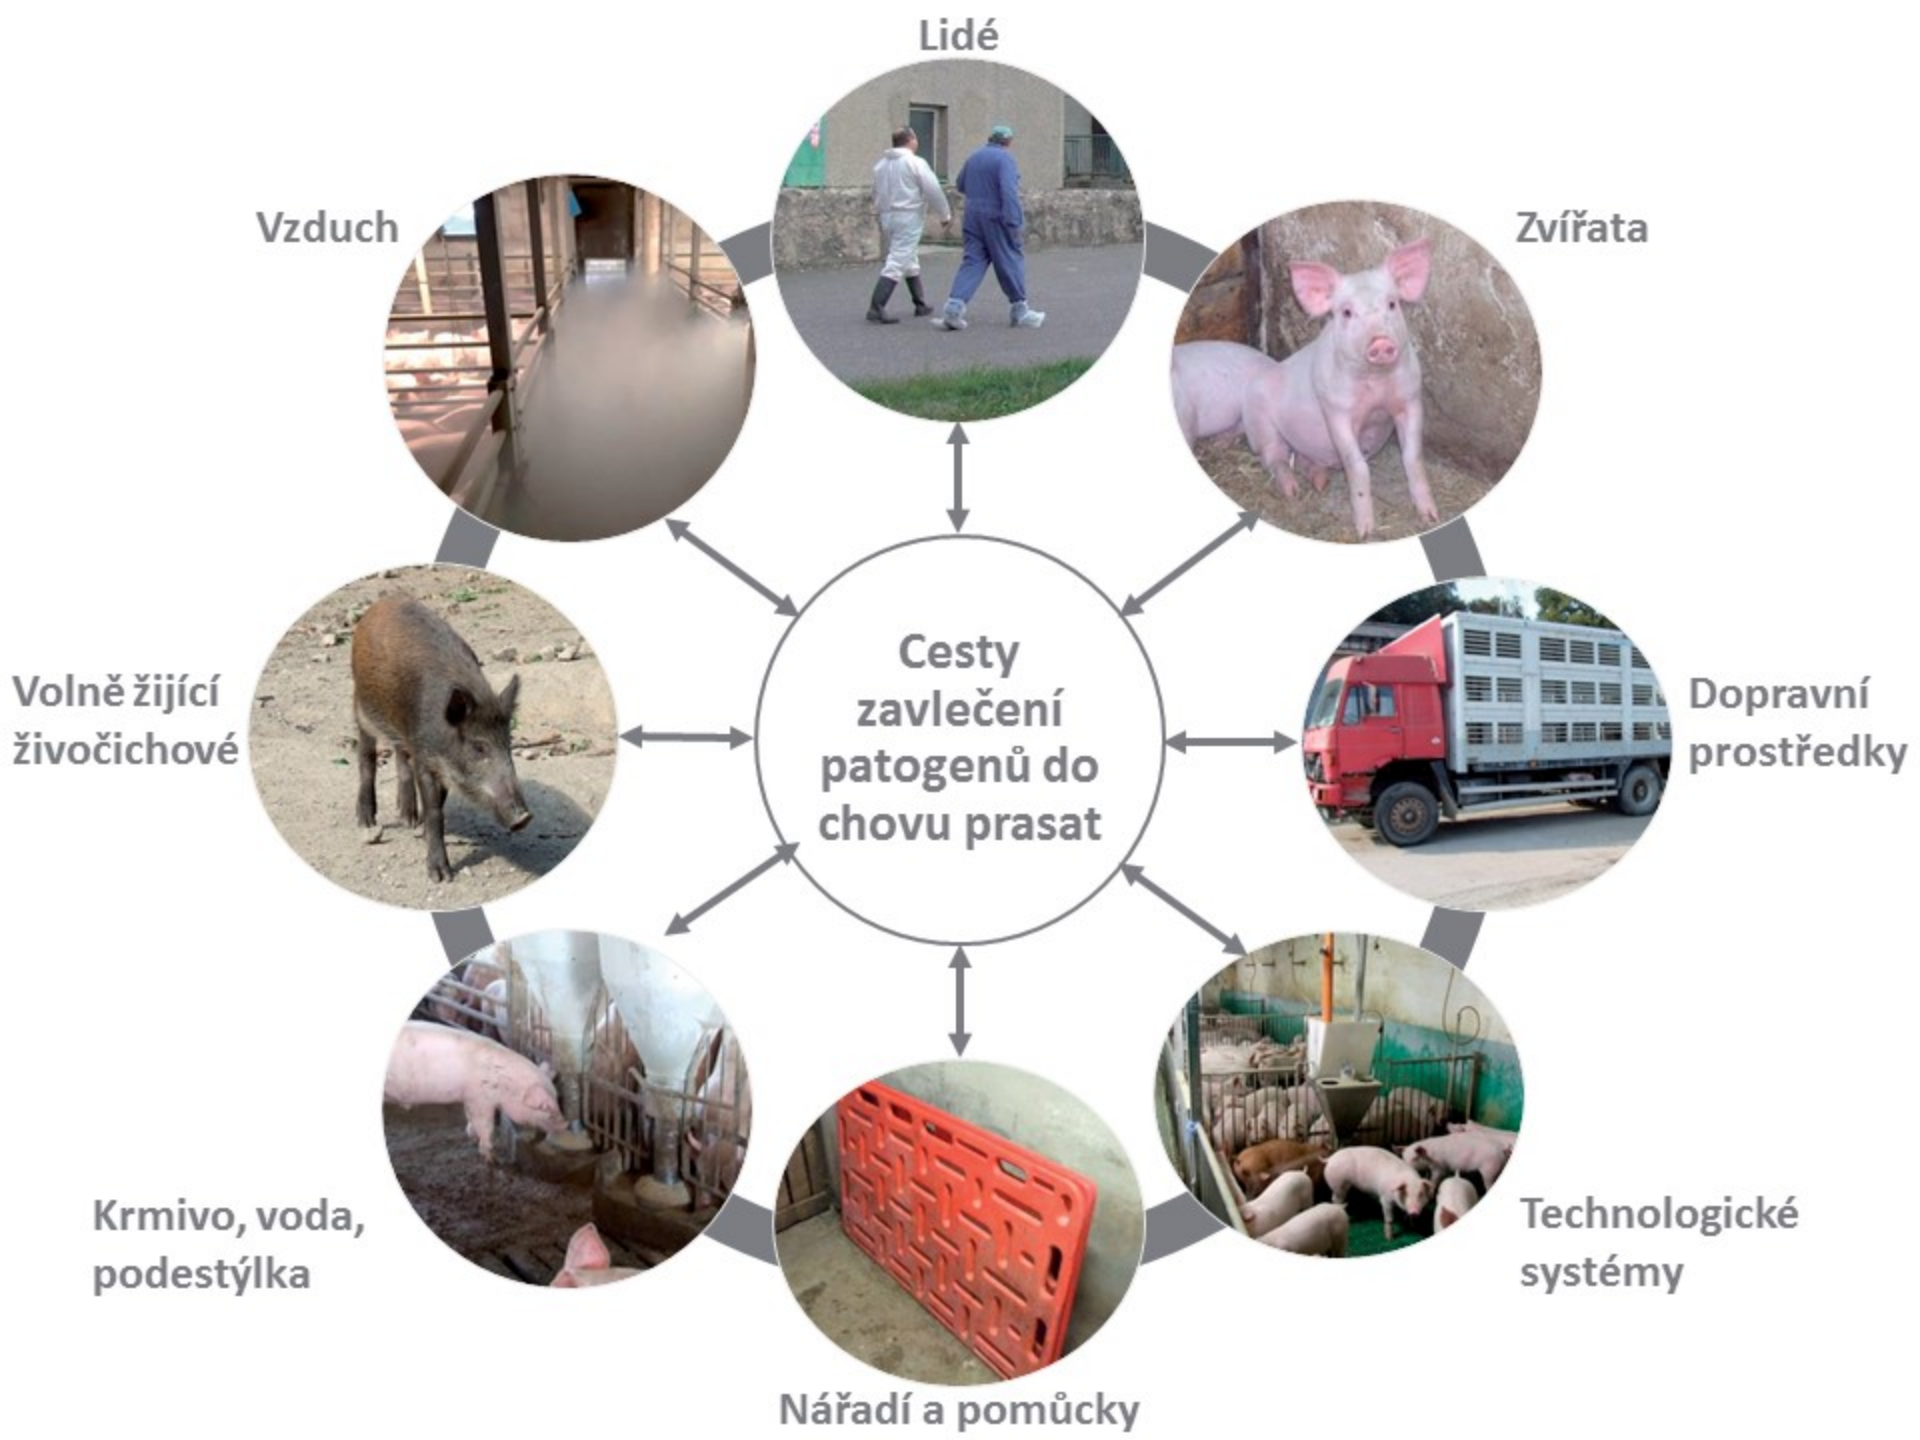 Lidé
Zvířata
Dopravní
prostředky
Technologické
systémy
Nářadí a pomůcky
Krmivo, voda,
podestýlka
Volně žijící
živočichové
Vzduch
Cesty
zavlečení
patogenů do
chovu prasat